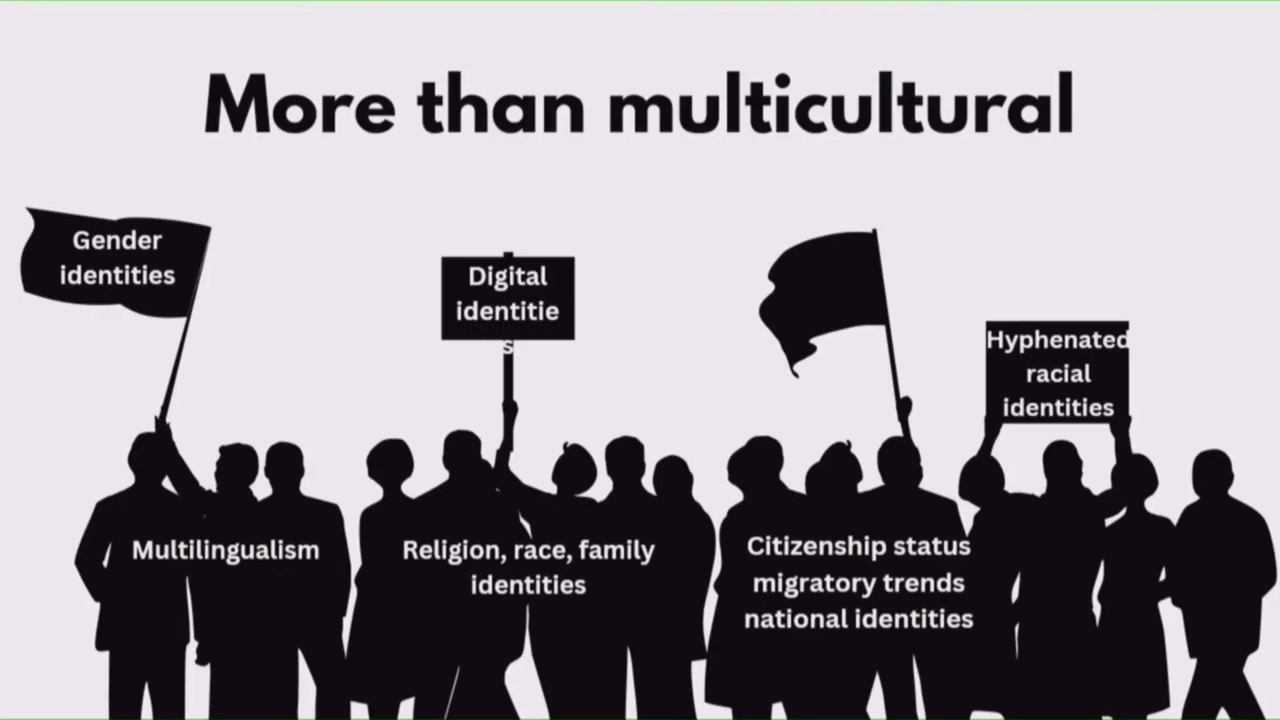 More than multicultural
Gender
identities
Digital
identitie
s
Hyphenated
racial
identities
Multilingualism
Religion, race, family
identities
Citizenship status
migratory trends
national identities